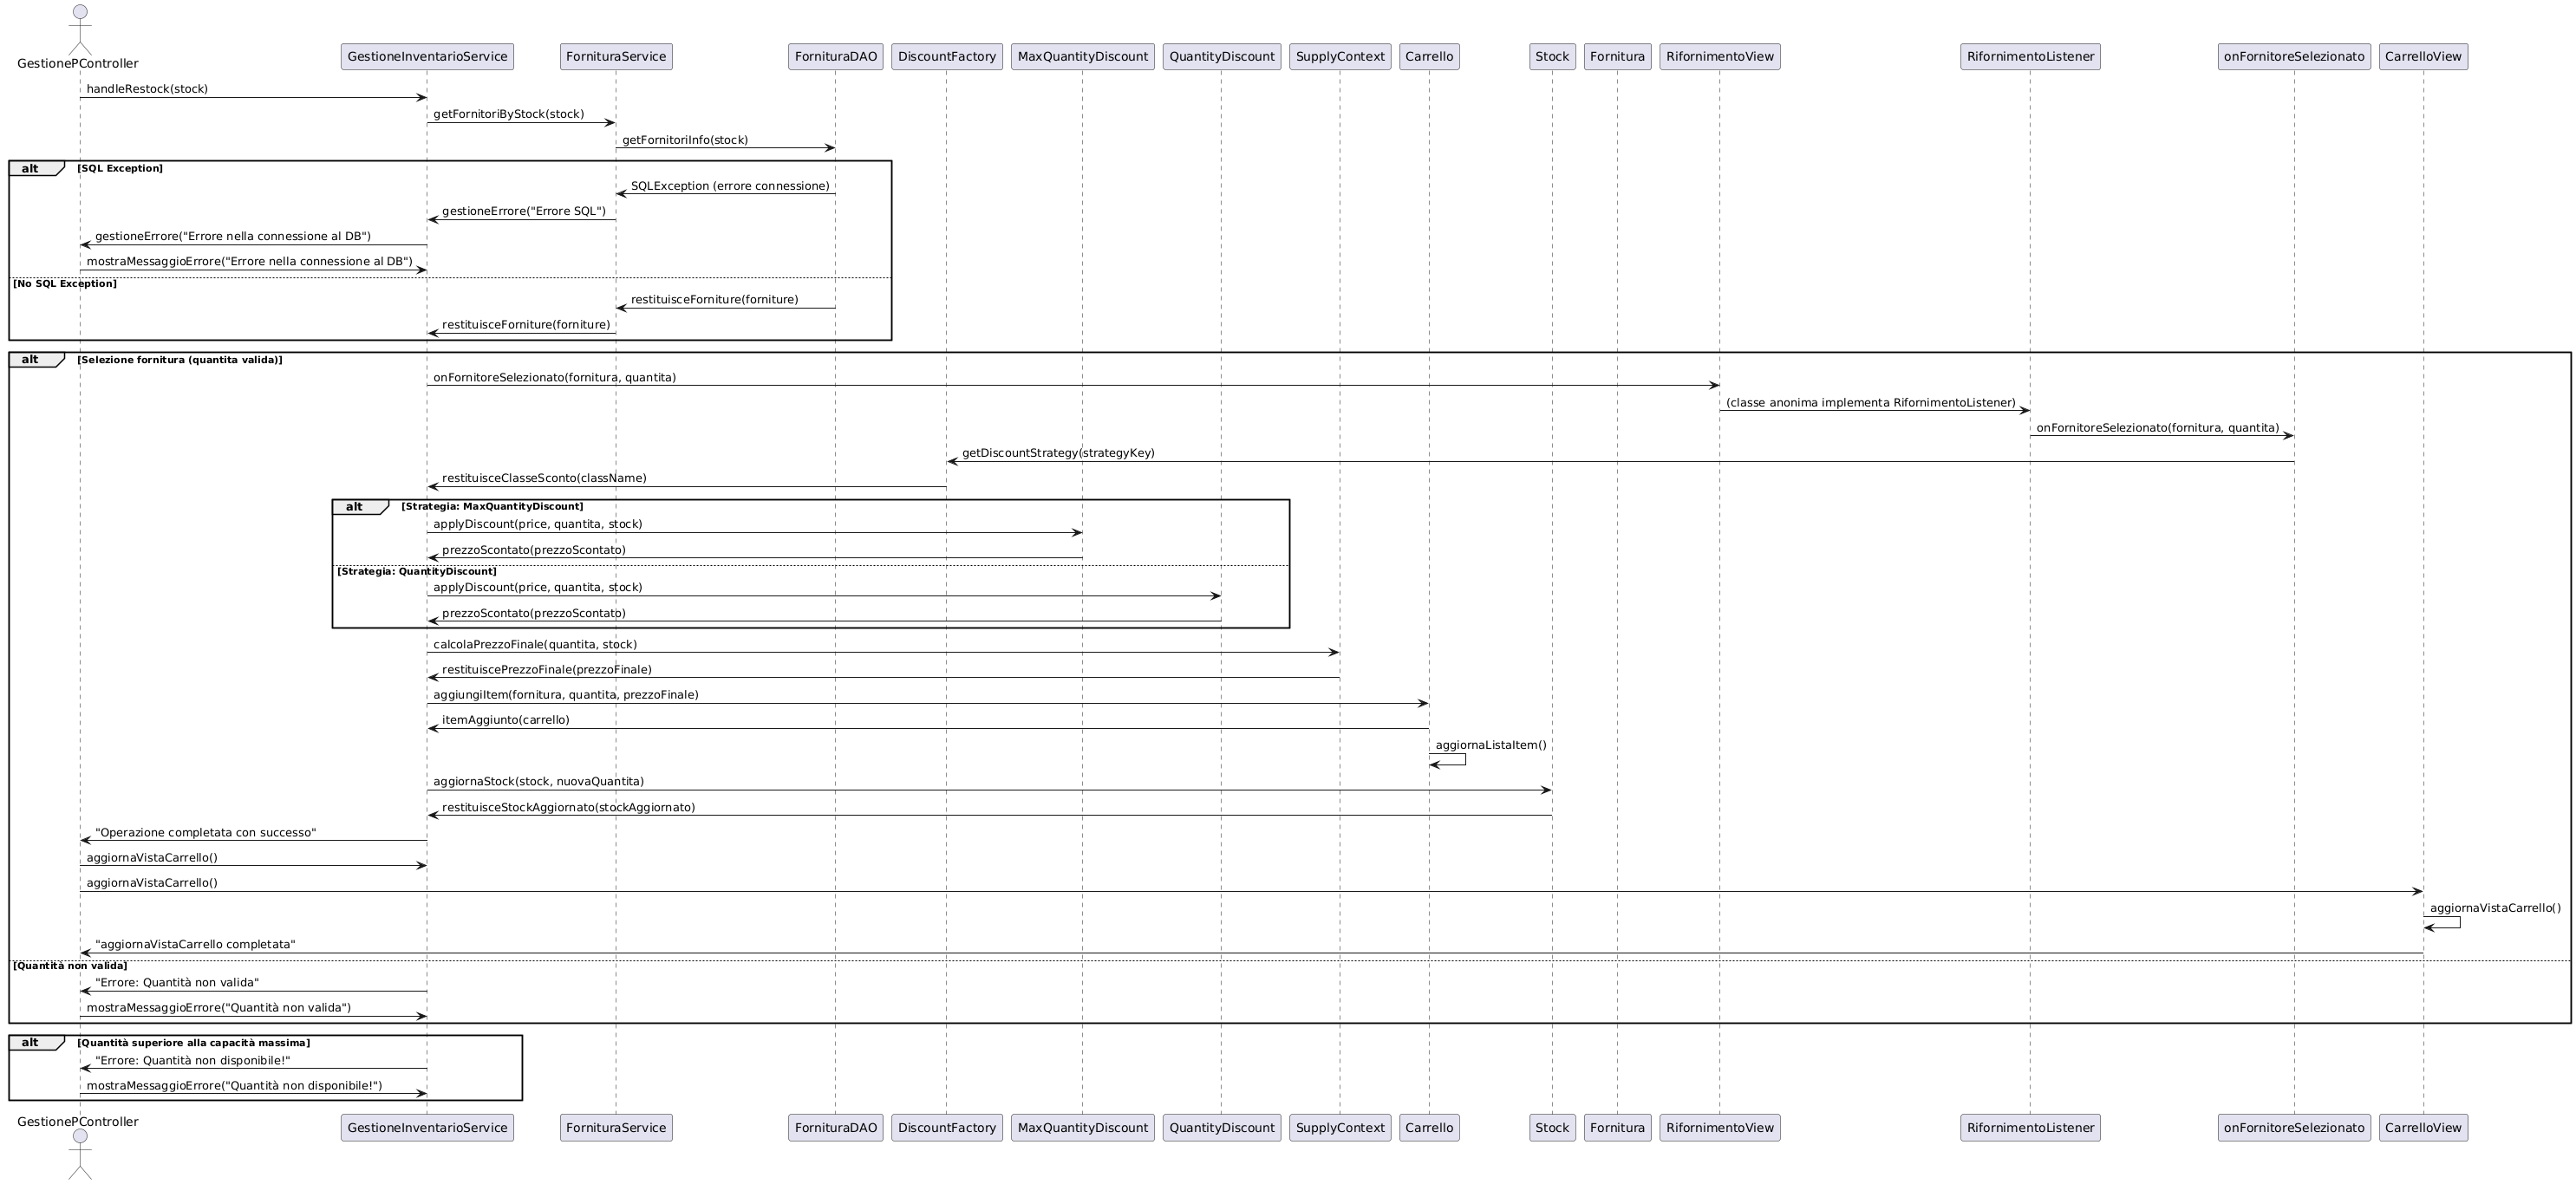 GestionePController
GestioneInventarioService
FornituraService
FornituraDAO
DiscountFactory
MaxQuantityDiscount
QuantityDiscount
SupplyContext
Carrello
Stock
Fornitura
RifornimentoView
RifornimentoListener
onFornitoreSelezionato
CarrelloView
handleRestock(stock)
getFornitoriByStock(stock)
getFornitoriInfo(stock)
alt [SQL Exception]
SQLException (errore connessione)
gestioneErrore("Errore SQL")
gestioneErrore("Errore nella connessione al DB")
mostraMessaggioErrore("Errore nella connessione al DB")
[No SQL Exception]
restituisceForniture(forniture)
restituisceForniture(forniture)
alt [Selezione fornitura (quantita valida)]
onFornitoreSelezionato(fornitura, quantita)
(classe anonima implementa RifornimentoListener)
onFornitoreSelezionato(fornitura, quantita)
getDiscountStrategy(strategyKey)
restituisceClasseSconto(className)
alt [Strategia: MaxQuantityDiscount]
applyDiscount(price, quantita, stock)
prezzoScontato(prezzoScontato)
[Strategia: QuantityDiscount]
applyDiscount(price, quantita, stock)
prezzoScontato(prezzoScontato)
calcolaPrezzoFinale(quantita, stock)
restituiscePrezzoFinale(prezzoFinale)
aggiungiItem(fornitura, quantita, prezzoFinale)
itemAggiunto(carrello)
aggiornaListaItem()
aggiornaStock(stock, nuovaQuantita)
restituisceStockAggiornato(stockAggiornato)
"Operazione completata con successo"
aggiornaVistaCarrello()
aggiornaVistaCarrello()
aggiornaVistaCarrello()
"aggiornaVistaCarrello completata"
[Quantità non valida]
"Errore: Quantità non valida"
mostraMessaggioErrore("Quantità non valida")
alt [Quantità superiore alla capacità massima]
"Errore: Quantità non disponibile!"
mostraMessaggioErrore("Quantità non disponibile!")
GestionePController
GestioneInventarioService
FornituraService
FornituraDAO
DiscountFactory
MaxQuantityDiscount
QuantityDiscount
SupplyContext
Carrello
Stock
Fornitura
RifornimentoView
RifornimentoListener
onFornitoreSelezionato
CarrelloView